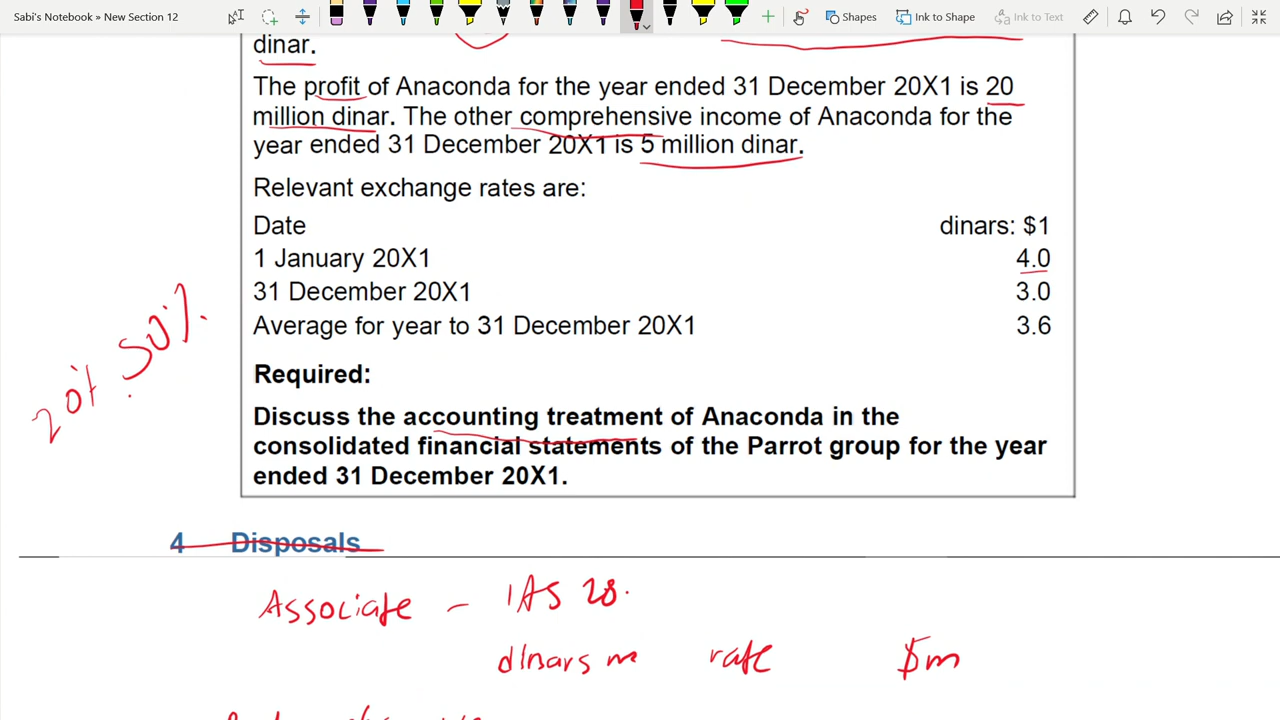 Sabi's Notebook » New Section 12
Shapes
Ink to Shape
Ink to Text
dinar.
The profit of Anaconda for the year ended 31 December 20X1 is 20
million dinar. The other comprehensive income of Anaconda for the
year ended 31 December 20X1 is 5 million dinar.
Relevant exchange rates are:
Date dinars: $1
1 January 20X1 4.0
31 December 20X1 3.0
Average for year to 31 December 20X1 3.6
20% 50%
Required:
Discuss the accounting treatment of Anaconda in the
consolidated financial statements of the Parrot group for the year
ended 31 December 20X1.
4 Disposals
Associate – IAS 28.
dinars m rate $m